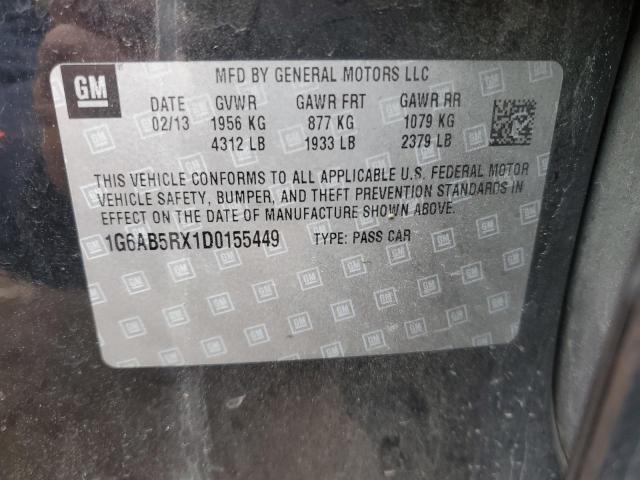 GM
MFD BY GENERAL MOTORS LLC
DATE GVWR GAWR FRT GAWR RR
02/13 1956 KG 877 KG 1079 KG
4312 LB 1933 LB 2379 LB
THIS VEHICLE CONFORMS TO ALL APPLICABLE U.S. FEDERAL MOTOR
VEHICLE SAFETY, BUMPER, AND THEFT PREVENTION STANDARDS IN
EFFECT ON THE DATE OF MANUFACTURE SHOWN ABOVE.
1G6AB5RX1D0155449 TYPE: PASS CAR